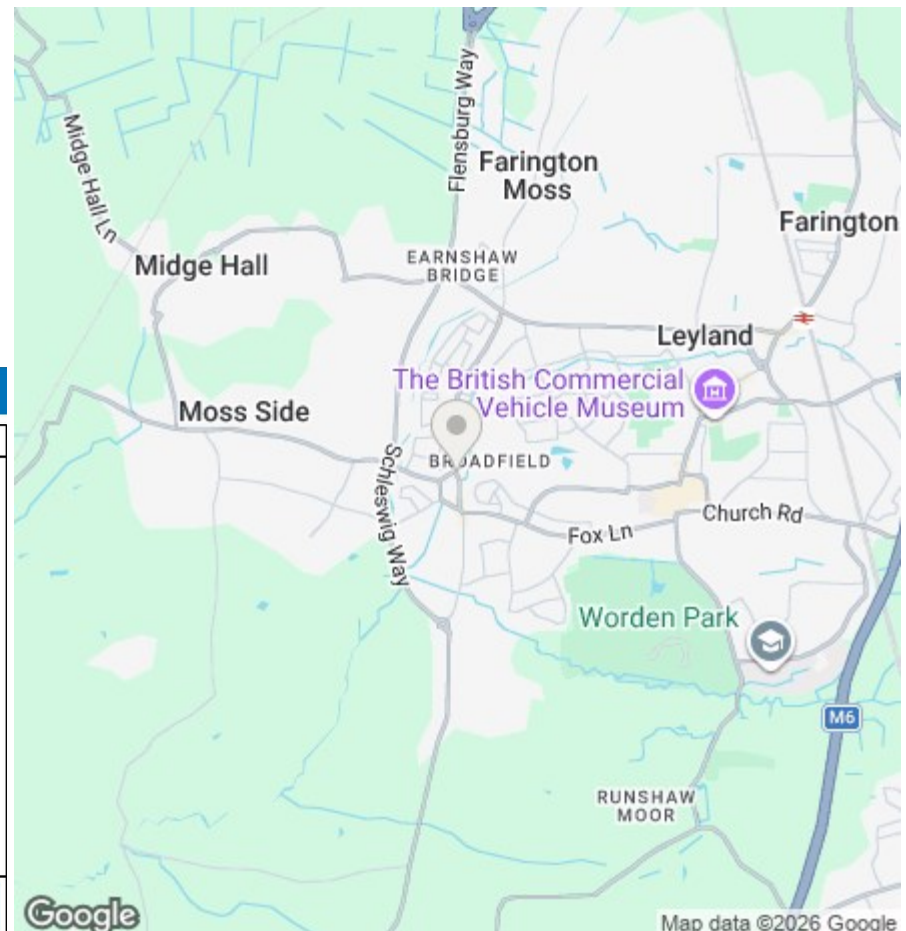 Flensburg Way
Farington
Moss
Midge Hall Ln
Farington
EARNSHAW
BRIDGE
Midge Hall
Leyland
The British Commercial
Vehicle Museum
Moss Side
BROADFIELD
Schleswig Way
Church Rd
Fox Ln
Worden Park
M6
RUNSHAW
MOOR
Google
Map data ©2026 Google